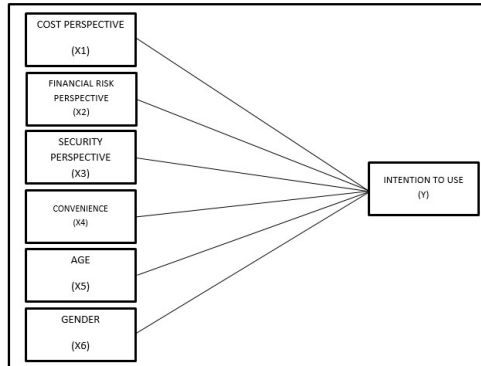 COST PERSPECTIVE
(X1)
FINANCIAL RISK
PERSPECTIVE
(X2)
SECURITY
PERSPECTIVE
(X3)
CONVENIENCE
(X4)
AGE
(X5)
GENDER
(X6)
INTENTION TO USE
(Y)